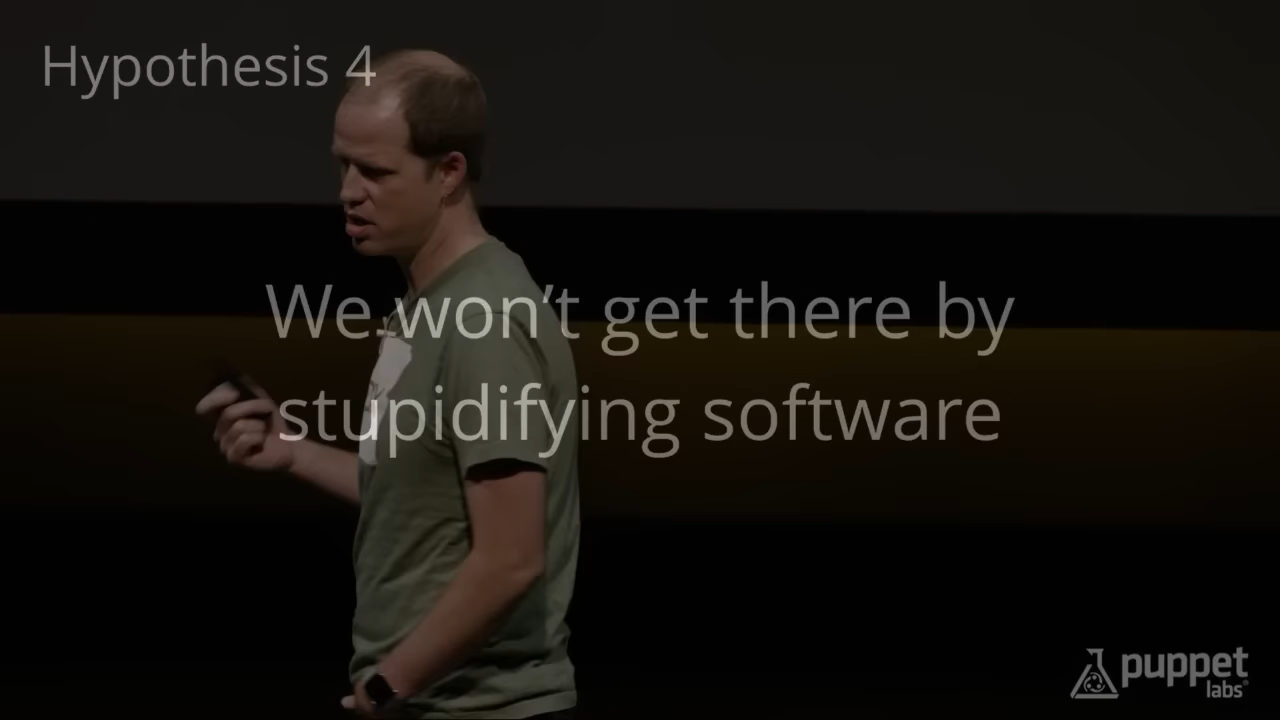 Hypothesis 4
We won’t get there by
stupidifying software
puppet
labs